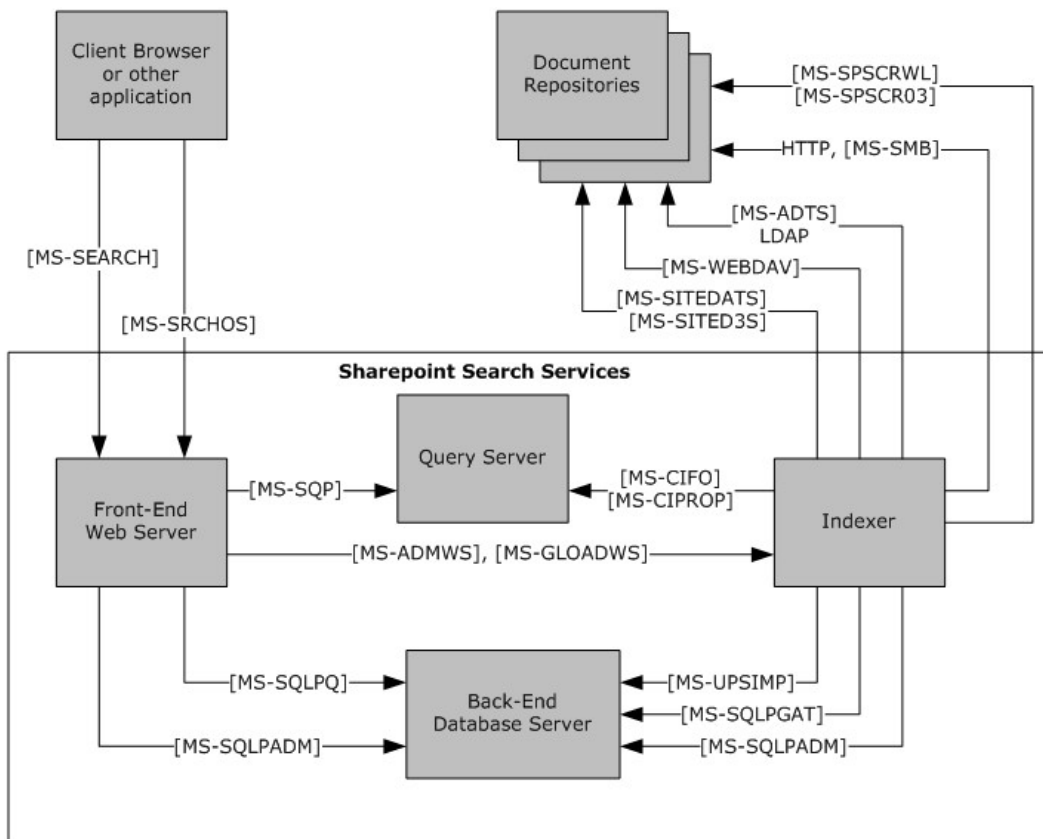 Client Browser
or other
application
Document
Repositories
[MS-SPSCRWL]
[MS-SPSCR03]
HTTP, [MS-SMB]
[MS-ADTS]
LDAP
[MS-SEARCH]
[MS-WEBDAV]
[MS-SITEDATS]
[MS-SITED3S]
[MS-SRCHOS]
Sharepoint Search Services
Query Server
[MS-CIFO]
[MS-CIPROP]
[MS-SQP]
Front-End
Web Server
Indexer
[MS-ADMWS], [MS-GLOADWS]
[MS-SQLPQ]
[MS-UPSIMP]
Back-End
Database Server
[MS-SQLPGAT]
[MS-SQLPADM]
[MS-SQLPADM]